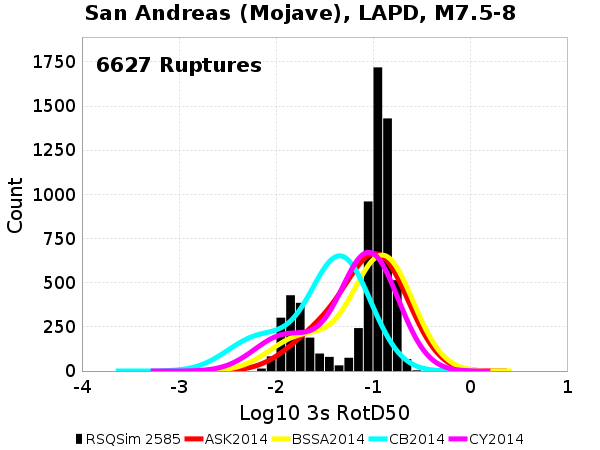 San Andreas (Mojave), LAPD, M7.5-8
6627 Ruptures
Count
1750
1500
1250
1000
750
500
250
0
-4 -3 -2 -1 0 1
Log10 3s RotD50
RSQSim 2585 ASK2014 BSSA2014 CB2014 CY2014